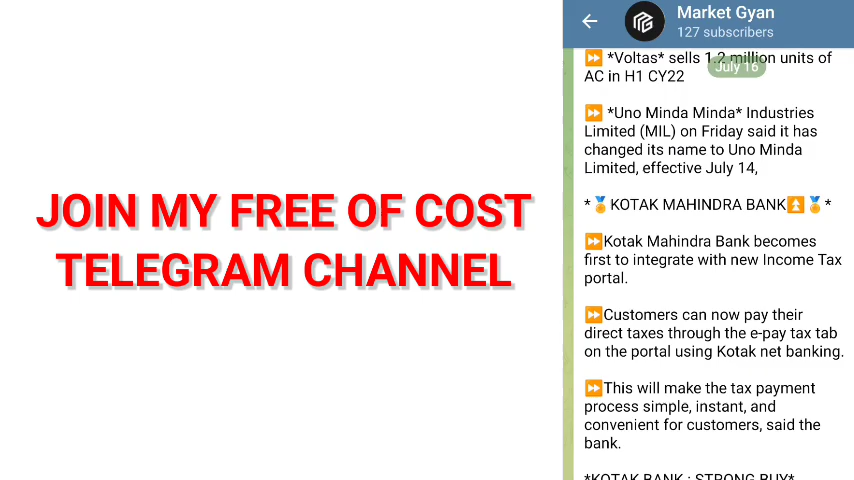 JOIN MY FREE OF COST
TELEGRAM CHANNEL
Market Gyan
127 subscribers
⏩ *Voltas* sells 1.2 million units of
July 16
AC in H1 CY22
⏩ *Uno Minda Minda* Industries
Limited (MIL) on Friday said it has
changed its name to Uno Minda
Limited, effective July 14,
*🏅KOTAK MAHINDRA BANK⏫🏅*
⏩Kotak Mahindra Bank becomes
first to integrate with new Income Tax
portal.
⏩Customers can now pay their
direct taxes through the e-pay tax tab
on the portal using Kotak net banking.
⏩This will make the tax payment
process simple, instant, and
convenient for customers, said the
bank.
*KOTAK BANK : STRONG BUY*